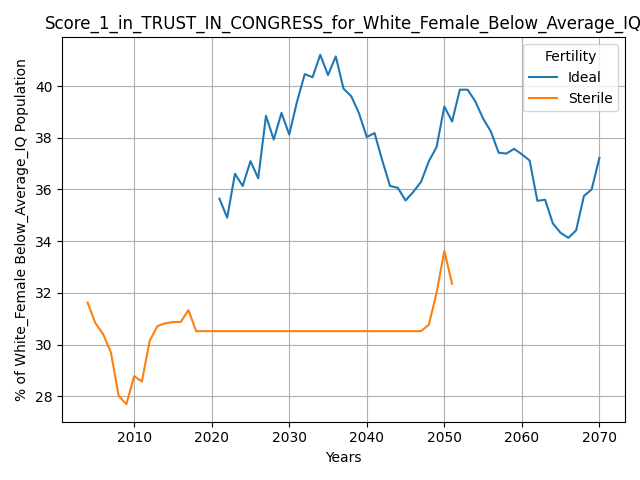 Score_1_in_TRUST_IN_CONGRESS_for_White_Female_Below_Average_IQ
% of White_Female Below_Average_IQ Population
40
38
36
34
32
30
28
Fertility
Ideal
Sterile
2010 2020 2030 2040 2050 2060 2070
Years